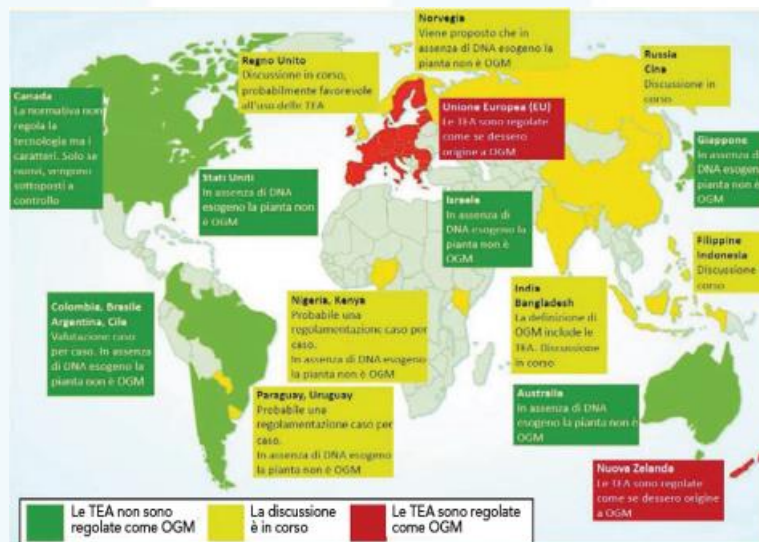 Norvegia
Viene proposto che in
assenza di DNA esogeno la
pianta non è OGM
Regno Unito
Discussione in corso,
probabilmente favorevole
all'uso delle TEA
Russia
Cina
Discussione in
corso
Canada
La normativa non
regola la
tecnologia ma i
caratteri. Solo se
nuovi, vengono
sottoposti a
controllo
Unione Europea (EU)
Le TEA sono regolate
come se dessero
origine a OGM
Giappone
In assenza di
DNA esogeno la
pianta non è
OGM
Stati Uniti
In assenza di DNA
esogeno la pianta non
è OGM
Israele
In assenza di
DNA esogeno la
pianta non è
OGM
Filippine
Indonesia
Discussione in
corso
Colombia, Brasile
Argentina, Cile
Valutazione caso
per caso. In assenza
di DNA esogeno la
pianta non è OGM
Nigeria, Kenya
Probabile una
regolamentazione caso per
caso.
In assenza di DNA esogeno
la pianta non è OGM
India
Bangladesh
La definizione di
OGM include le
TEA. Discussione
in corso
Paraguay, Uruguay
Probabile una
regolamentazione caso per
caso.
In assenza di DNA esogeno
la pianta non è OGM
Australia
In assenza di DNA
esogeno la pianta non è
OGM
Nuova Zelanda
Le TEA sono regolate
come se dessero origine
a OGM
Le TEA non sono
regolate come OGM
La discussione
è in corso
Le TEA sono regolate
come OGM